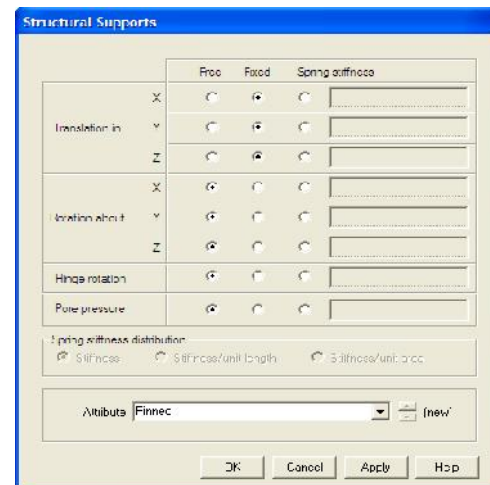 Structural Supports
Free Fixed Spring stiffness
X
Translation in Y
Z
X
Rotation about Y
Z
Hinge rotation
Pore pressure
Spring stiffness distribution
Stiffness Stiffness/unit length Stiffness/unit area
Attribute Pinned (new)
OK Cancel Apply Help